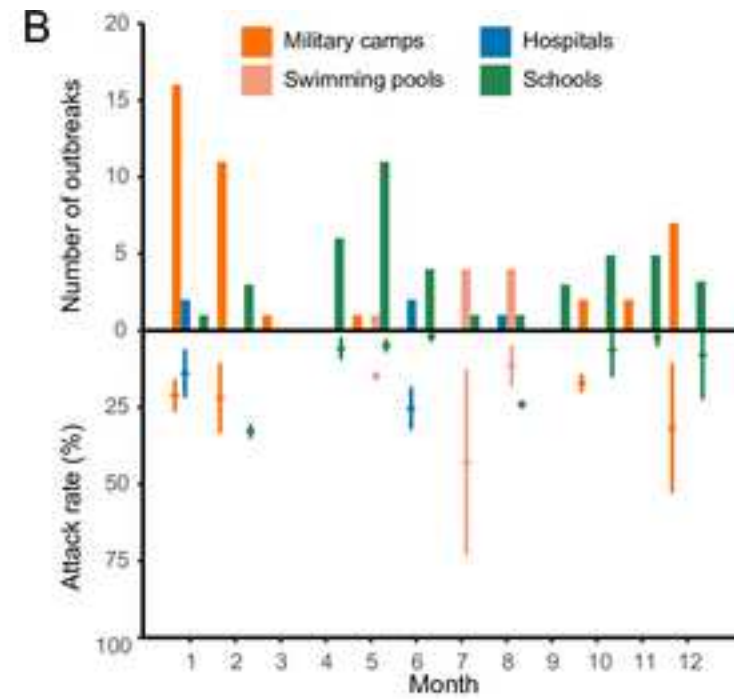 B
20
Military camps
Hospitals
Swimming pools
Schools
15
10
5
0
Number of outbreaks
25
50
75
100
Attack rate (%)
1 2 3 4 5 6 7 8 9 10 11 12
Month